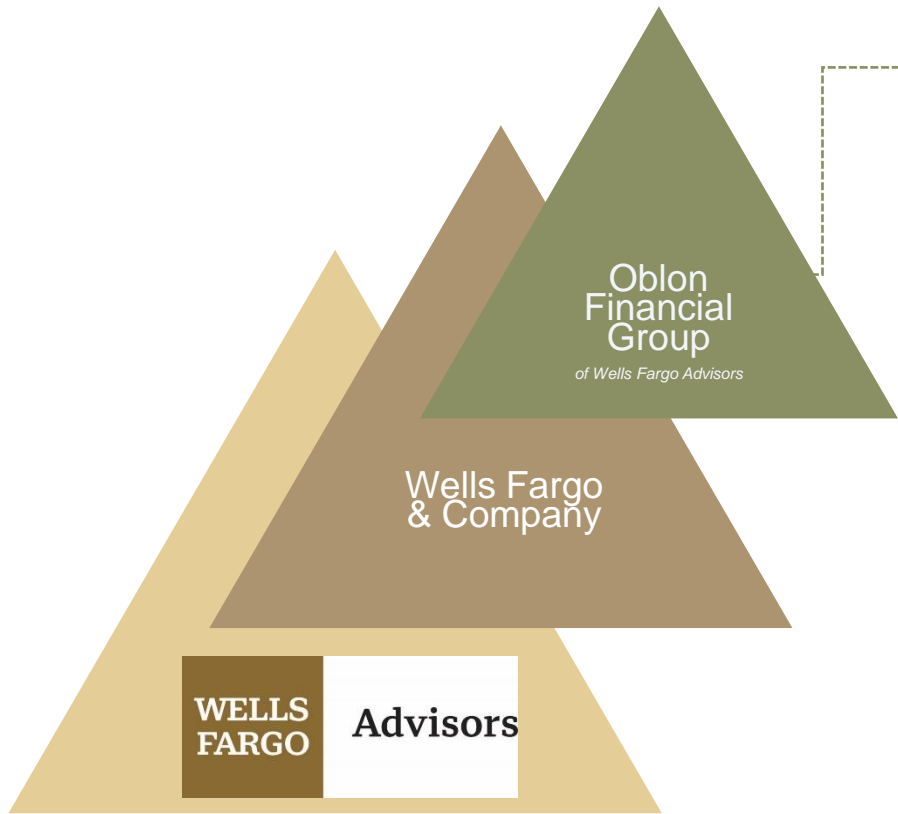 Oblon
Financial
Group
of Wells Fargo Advisors
Wells Fargo
& Company
WELLS
FARGO
Advisors